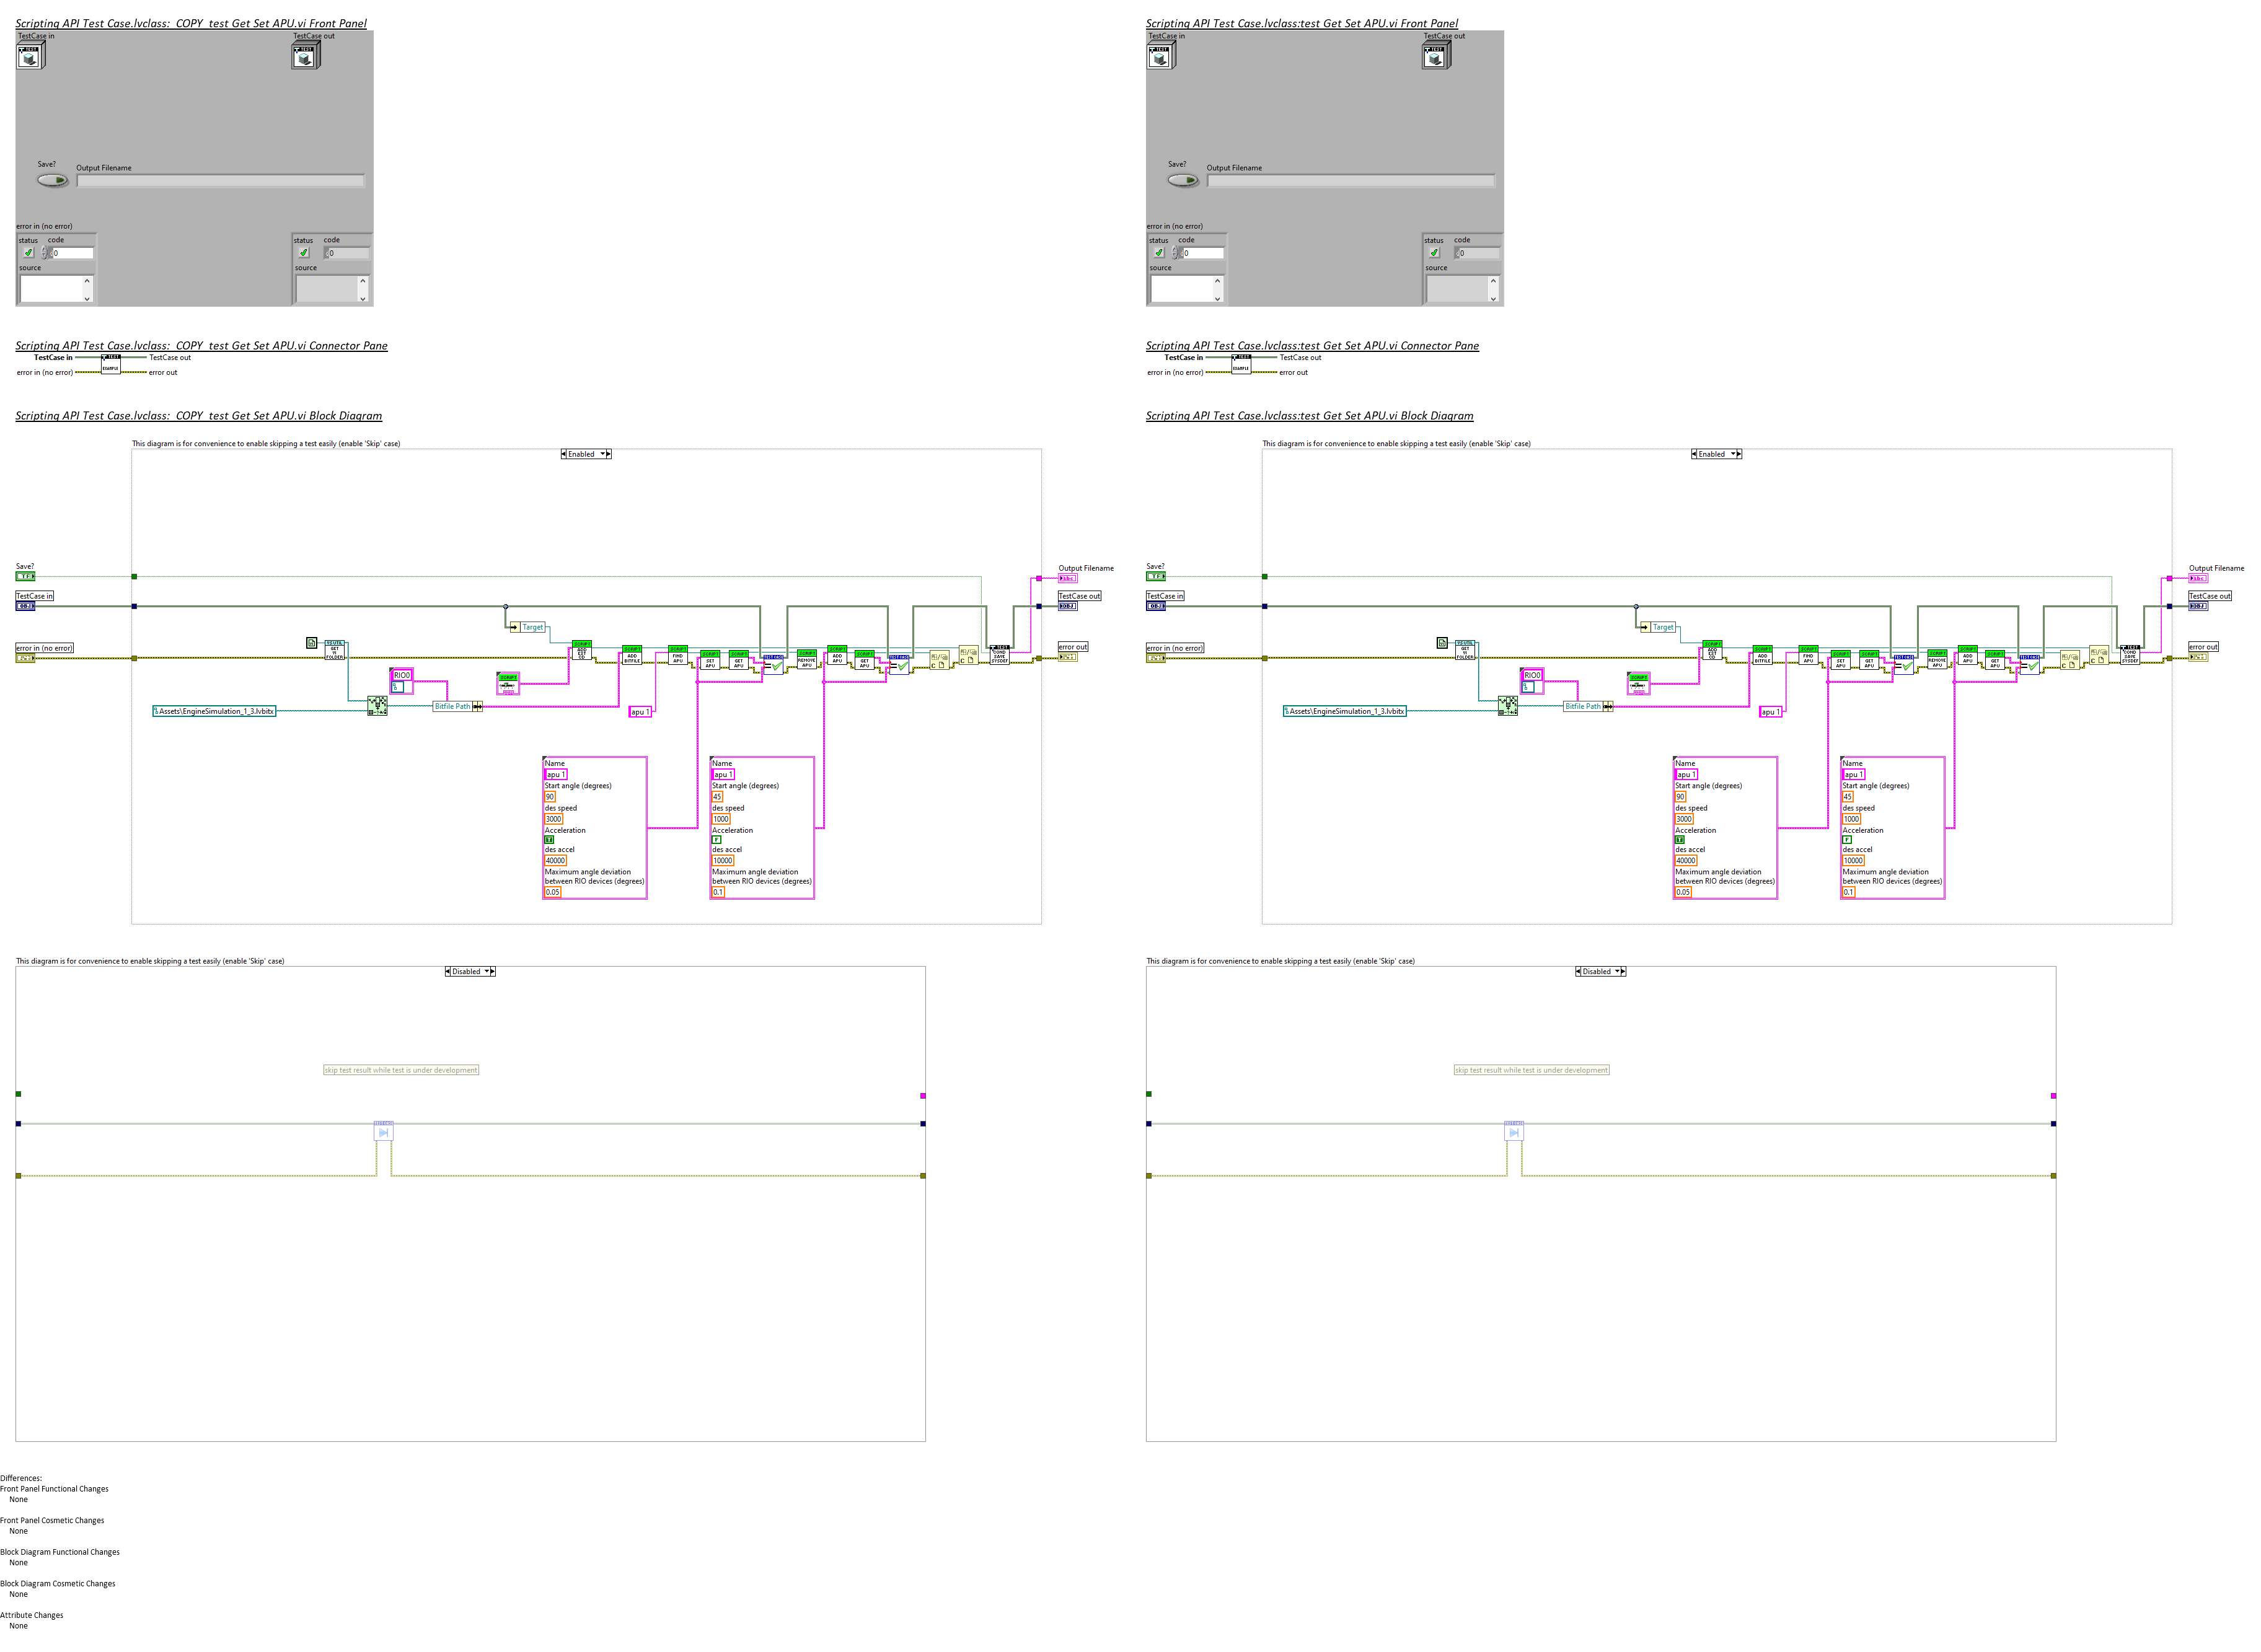 Scripting API Test Case.lvclass:_COPY_test Get Set APU.vi Front Panel
TestCase in
TestCase out
Save?
Output Filename
error in (no error)
status code
0
source
status code
0
source
Scripting API Test Case.lvclass:_COPY_test Get Set APU.vi Connector Pane
TestCase in TestCase out
error in (no error) error out
Scripting API Test Case.lvclass:_COPY_test Get Set APU.vi Block Diagram
This diagram is for convenience to enable skipping a test easily (enable 'Skip' case)
Enabled
Save?
Output Filename
TestCase in
TestCase out
Target
error in (no error)
error out
RIO0
Bitfile Path
Assets\EngineSimulation_1_3.lvbitx
apu 1
Name
apu 1
Start angle (degrees)
90
des speed
3000
Acceleration
des accel
40000
Maximum angle deviation
between RIO devices (degrees)
0.05
Name
apu 1
Start angle (degrees)
45
des speed
1000
Acceleration
des accel
10000
Maximum angle deviation
between RIO devices (degrees)
0.1
This diagram is for convenience to enable skipping a test easily (enable 'Skip' case)
Disabled
skip test result while test is under development
Scripting API Test Case.lvclass:test Get Set APU.vi Front Panel
TestCase in
TestCase out
Save?
Output Filename
error in (no error)
status code
0
source
status code
0
source
Scripting API Test Case.lvclass:test Get Set APU.vi Connector Pane
TestCase in TestCase out
error in (no error) error out
Scripting API Test Case.lvclass:test Get Set APU.vi Block Diagram
This diagram is for convenience to enable skipping a test easily (enable 'Skip' case)
Enabled
Save?
Output Filename
TestCase in
TestCase out
Target
error in (no error)
error out
RIO0
Bitfile Path
Assets\EngineSimulation_1_3.lvbitx
apu 1
Name
apu 1
Start angle (degrees)
90
des speed
3000
Acceleration
des accel
40000
Maximum angle deviation
between RIO devices (degrees)
0.05
Name
apu 1
Start angle (degrees)
45
des speed
1000
Acceleration
des accel
10000
Maximum angle deviation
between RIO devices (degrees)
0.1
This diagram is for convenience to enable skipping a test easily (enable 'Skip' case)
Disabled
skip test result while test is under development
Differences:
Front Panel Functional Changes
None
Front Panel Cosmetic Changes
None
Block Diagram Functional Changes
None
Block Diagram Cosmetic Changes
None
Attribute Changes
None